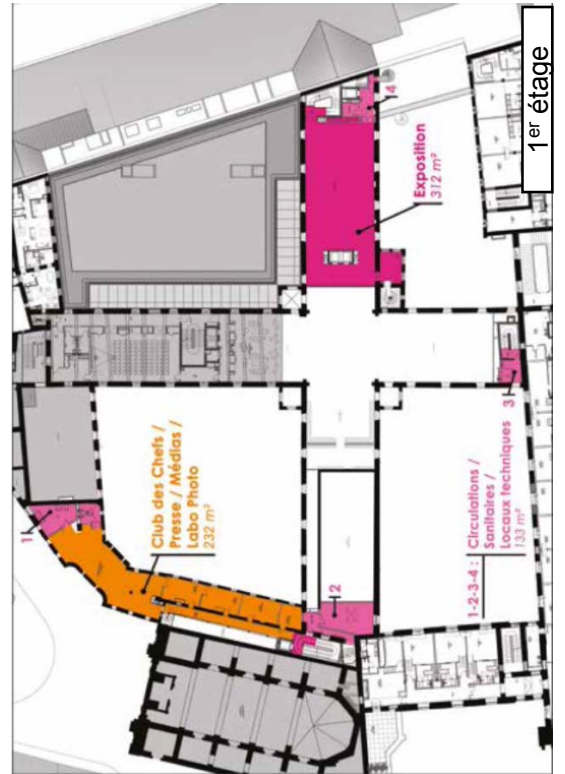 1er étage
Exposition
312 m²
4
Club des Chefs /
Presse / Médias /
Labo Photo
232 m²
1
2
3
1-2-3-4 : Circulations /
Sanitaires /
Locaux techniques
133 m²